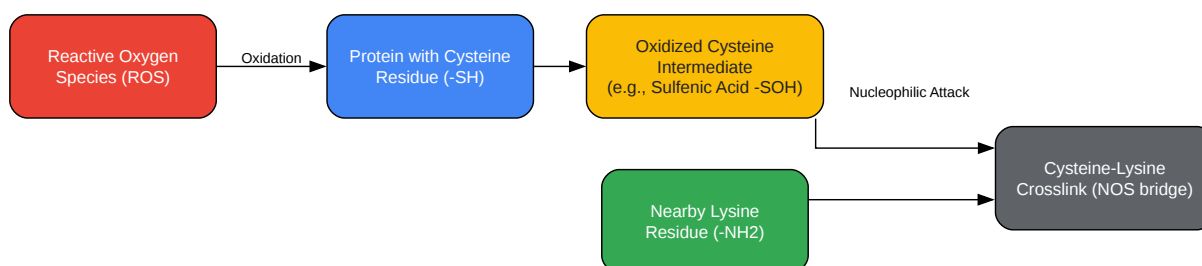 Reactive Oxygen
Species (ROS)
Oxidation
Protein with Cysteine
Residue (-SH)
Oxidized Cysteine
Intermediate
(e.g., Sulfenic Acid -SOH)
Nucleophilic Attack
Cysteine-Lysine
Crosslink (NOS bridge)
Nearby Lysine
Residue (-NH2)